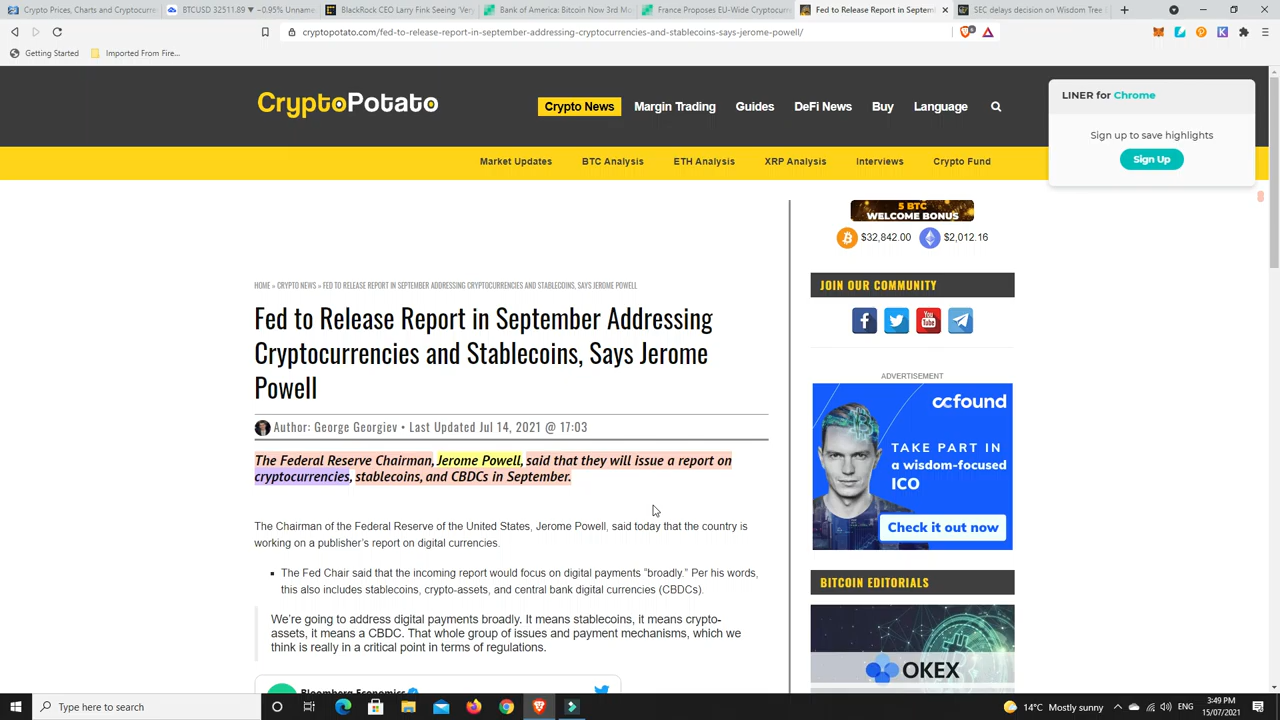 Crypto Prices, Charts and Cryptocurr
BTCUSD 32511.89 ▼ −0.95% Unname
BlackRock CEO Larry Fink Seeing 'Very
Bank of America: Bitcoin Now 3rd Mo
France Proposes EU-Wide Cryptocurr
Fed to Release Report in Septem
SEC delays decision on Wisdom Tree
cryptopotato.com/fed-to-release-report-in-september-addressing-cryptocurrencies-and-stablecoins-says-jerome-powell/
Getting Started
Imported From Fire...
CryptoPotato
Crypto News
Margin Trading
Guides
DeFi News
Buy
Language
LINER for Chrome
Sign up to save highlights
Sign Up
Market Updates
BTC Analysis
ETH Analysis
XRP Analysis
Interviews
Crypto Fund
5 BTC
WELCOME BONUS
$32,842.00
$2,012.16
HOME » CRYPTO NEWS » FED TO RELEASE REPORT IN SEPTEMBER ADDRESSING CRYPTOCURRENCIES AND STABLECOINS, SAYS JEROME POWELL
Fed to Release Report in September Addressing
Cryptocurrencies and Stablecoins, Says Jerome
Powell
Author: George Georgiev • Last Updated Jul 14, 2021 @ 17:03
The Federal Reserve Chairman, Jerome Powell, said that they will issue a report on
cryptocurrencies, stablecoins, and CBDCs in September.
The Chairman of the Federal Reserve of the United States, Jerome Powell, said today that the country is
working on a publisher's report on digital currencies.
▪ The Fed Chair said that the incoming report would focus on digital payments "broadly." Per his words,
this also includes stablecoins, crypto-assets, and central bank digital currencies (CBDCs).
We're going to address digital payments broadly. It means stablecoins, it means crypto-
assets, it means a CBDC. That whole group of issues and payment mechanisms, which we
think is really in a critical point in terms of regulations.
Bloomberg Economics
JOIN OUR COMMUNITY
You Tube
ADVERTISEMENT
ccfound
TAKE PART IN
a wisdom-focused
ICO
Check it out now
BITCOIN EDITORIALS
OKEX
Type here to search
14°C Mostly sunny
3:49 PM
15/07/2021